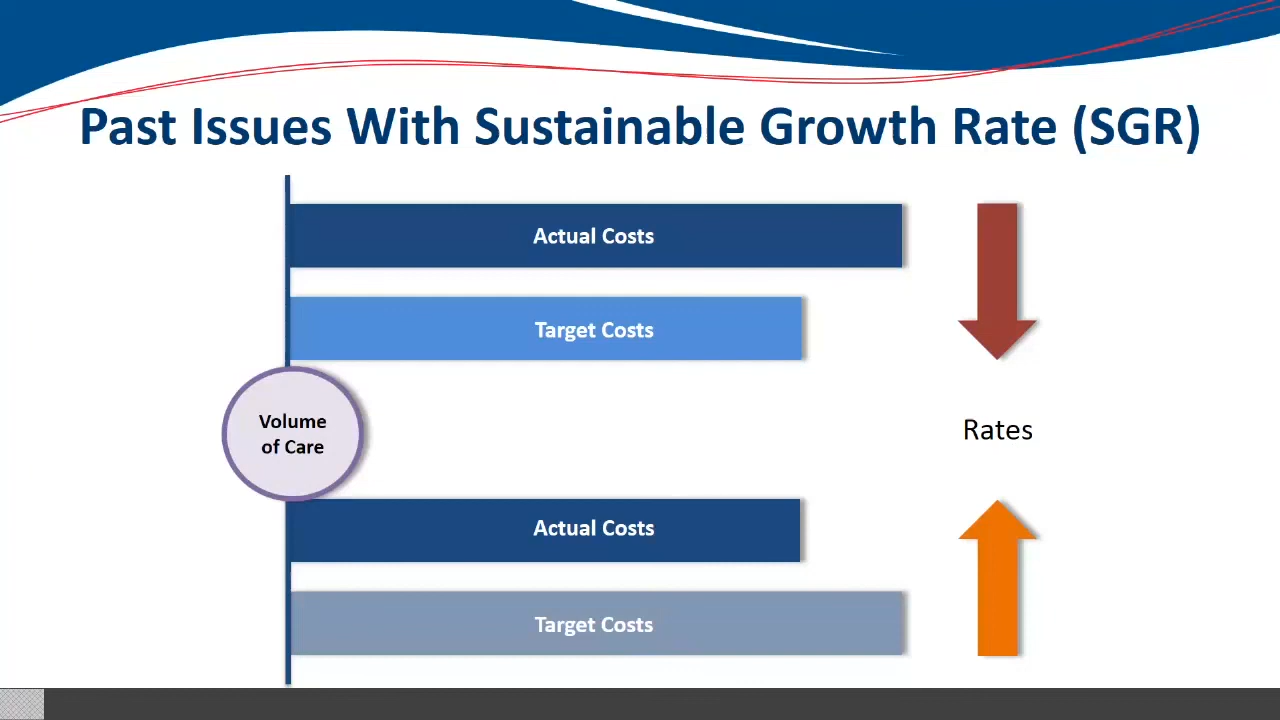 Past Issues With Sustainable Growth Rate (SGR)
Actual Costs
Target Costs
Volume
of Care
Rates
Actual Costs
Target Costs